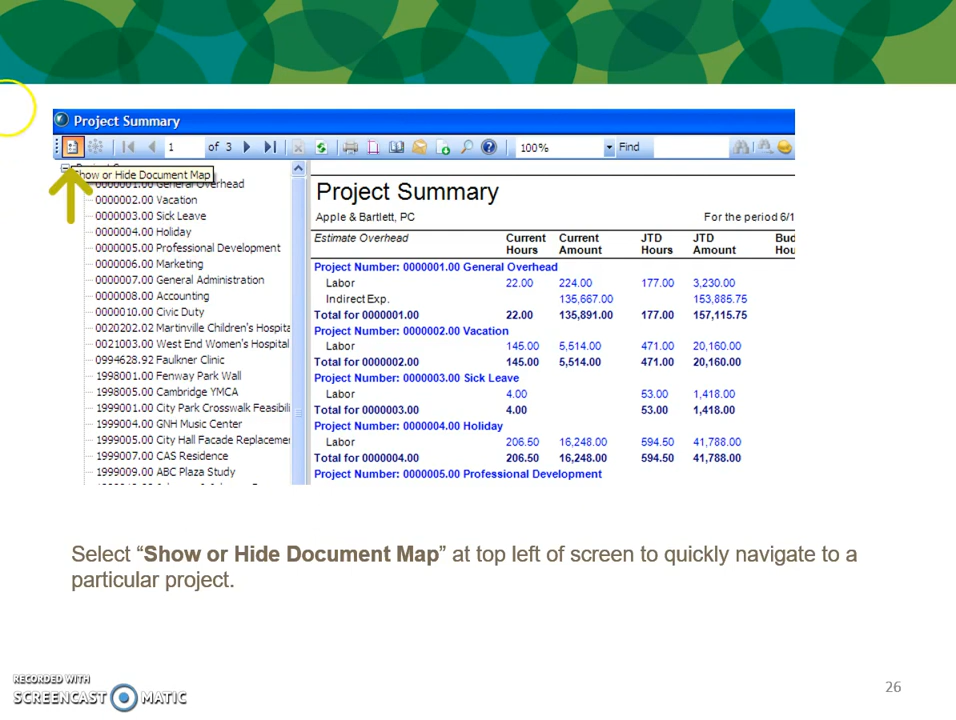 Project Summary
1 of 3 100% Find
Show or Hide Document Map
0000001.00 General Overhead
0000002.00 Vacation
0000003.00 Sick Leave
0000004.00 Holiday
0000005.00 Professional Development
0000006.00 Marketing
0000007.00 General Administration
0000008.00 Accounting
0000010.00 Civic Duty
0020202.02 Martinville Children's Hospita
0021003.00 West End Women's Hospital
0994628.92 Faulkner Clinic
1998001.00 Fenway Park Wall
1998005.00 Cambridge YMCA
1999001.00 City Park Crosswalk Feasibili
1999004.00 GNH Music Center
1999005.00 City Hall Facade Replacemer
1999007.00 CAS Residence
1999009.00 ABC Plaza Study
Project Summary
Apple & Bartlett, PC For the period 6/1
Estimate Overhead Current Hours Current Amount JTD Hours JTD Amount Bud Hours
Project Number: 0000001.00 General Overhead
Labor 22.00 224.00 177.00 3,230.00
Indirect Exp. 135,667.00 153,885.75
Total for 0000001.00 22.00 135,891.00 177.00 157,115.75
Project Number: 0000002.00 Vacation
Labor 145.00 5,514.00 471.00 20,160.00
Total for 0000002.00 145.00 5,514.00 471.00 20,160.00
Project Number: 0000003.00 Sick Leave
Labor 4.00 53.00 1,418.00
Total for 0000003.00 4.00 53.00 1,418.00
Project Number: 0000004.00 Holiday
Labor 206.50 16,248.00 594.50 41,788.00
Total for 0000004.00 206.50 16,248.00 594.50 41,788.00
Project Number: 0000005.00 Professional Development
Select “Show or Hide Document Map” at top left of screen to quickly navigate to a
particular project.
RECORDED WITH
SCREENCAST MATIC
26